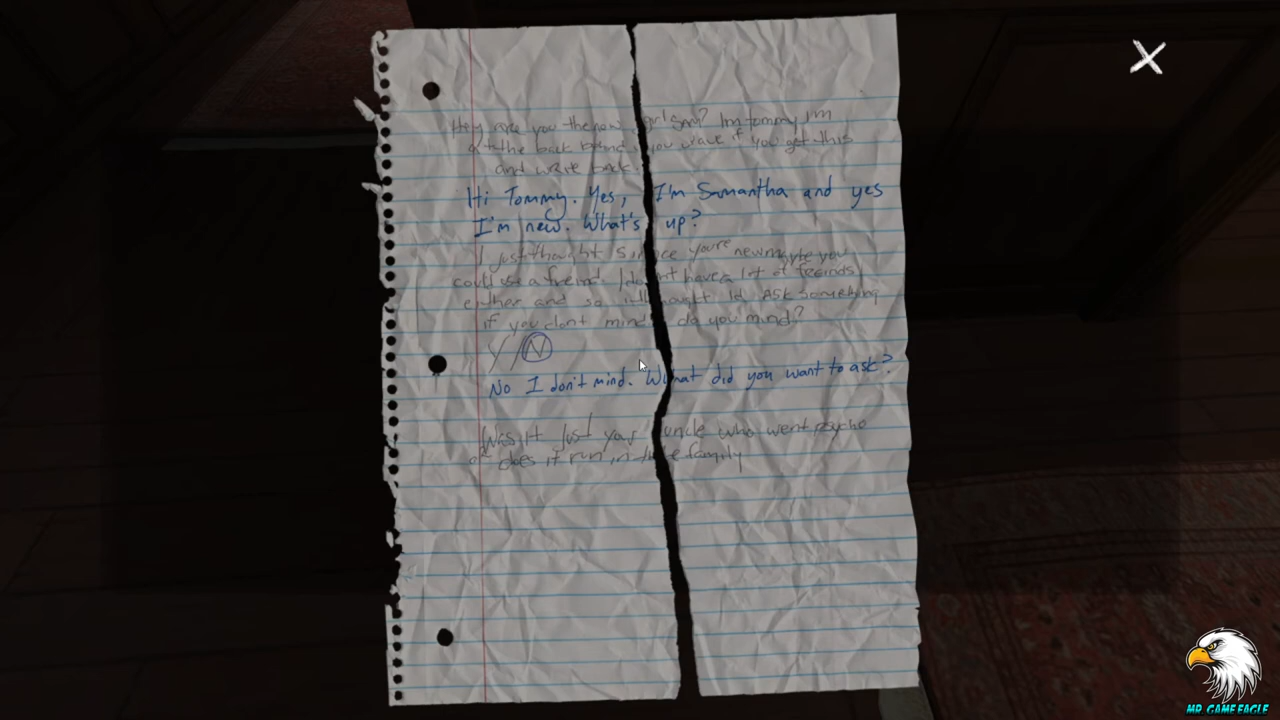 Hey are you the new girl Sam? Im tommy I'm
at the back behind you wave if you get this
and write back
Hi Tommy. Yes, I'm Samantha and yes
I'm new. What's up?
I just thought since you're new maybe you
could use a freind. I don't have a lot of freinds
either and so i thought Id Ask something
if you dont mind do you mind?
Y/N
No I don't mind. What did you want to ask?
Was it Just your uncle who went psycho
or does it run in the family
MR. GAMEEAGLE